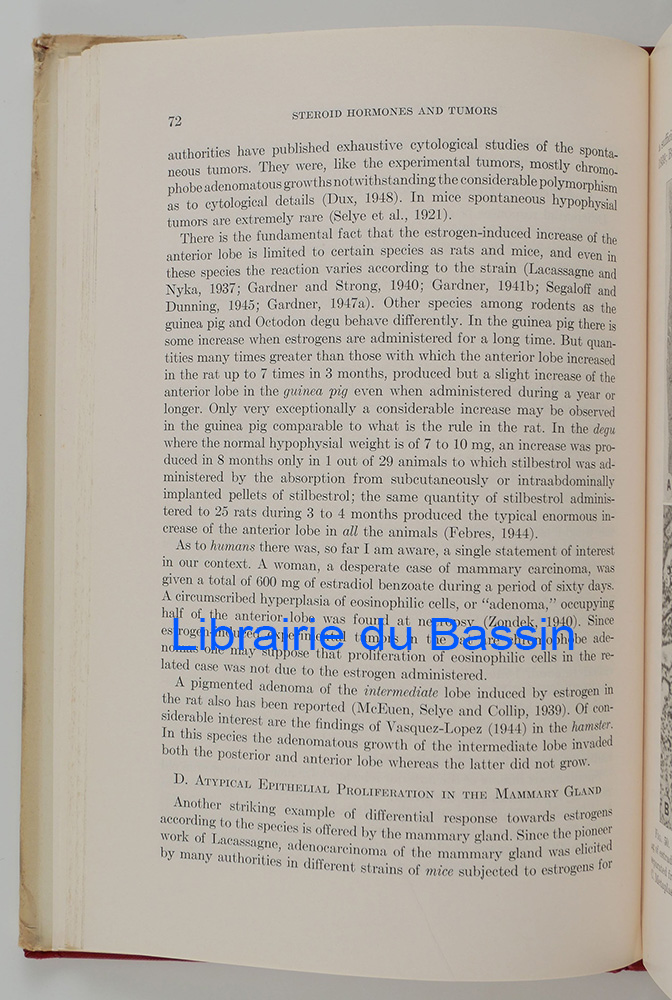 72
STEROID HORMONES AND TUMORS
authorities have published exhaustive cytological studies of the sponta-
neous tumors. They were, like the experimental tumors, mostly chromo-
phobe adenomatous growths notwithstanding the considerable polymorphism
as to cytological details (Dux, 1948). In mice spontaneous hypophysial
tumors are extremely rare (Selye et al., 1921).
There is the fundamental fact that the estrogen-induced increase of the
anterior lobe is limited to certain species as rats and mice, and even in
these species the reaction varies according to the strain (Lacassagne and
Nyka, 1937; Gardner and Strong, 1940; Gardner, 1941b; Segaloff and
Dunning, 1945; Gardner, 1947a). Other species among rodents as the
guinea pig and Octodon degu behave differently. In the guinea pig there is
some increase when estrogens are administered for a long time. But quan-
tities many times greater than those with which the anterior lobe increased
in the rat up to 7 times in 3 months, produced but a slight increase of the
anterior lobe in the guinea pig even when administered during a year or
longer. Only very exceptionally a considerable increase may be observed
in the guinea pig comparable to what is the rule in the rat. In the degu
where the normal hypophysial weight is of 7 to 10 mg, an increase was pro-
duced in 8 months only in 1 out of 29 animals to which stilbestrol was ad-
ministered by the absorption from subcutaneously or intraabdominally
implanted pellets of stilbestrol; the same quantity of stilbestrol adminis-
tered to 25 rats during 3 to 4 months produced the typical enormous in-
crease of the anterior lobe in all the animals (Febres, 1944).
As to humans there was, so far I am aware, a single statement of interest
in our context. A woman, a desperate case of mammary carcinoma, was
given a total of 600 mg of estradiol benzoate during a period of sixty days.
A circumscribed hyperplasia of eosinophilic cells, or "adenoma," occupying
half of the anterior lobe was found at necropsy (Zondek, 1940). Since
estrogen-induced experimental tumors in the rat are chromophobe ade-
nomas one may suppose that proliferation of eosinophilic cells in the re-
lated case was not due to the estrogen administered.
Librairie du Bassin
A pigmented adenoma of the intermediate lobe induced by estrogen in
the rat also has been reported (McEuen, Selye and Collip, 1939). Of con-
siderable interest are the findings of Vasquez-Lopez (1944) in the hamster.
In this species the adenomatous growth of the intermediate lobe invaded
both the posterior and anterior lobe whereas the latter did not grow.
D. ATYPICAL EPITHELIAL PROLIFERATION IN THE MAMMARY GLAND
Another striking example of differential response towards estrogens
according to the species is offered by the mammary gland. Since the pioneer
work of Lacassagne, adenocarcinoma of the mammary gland was elicited
by many authorities in different strains of mice subjected to estrogens for
A
B